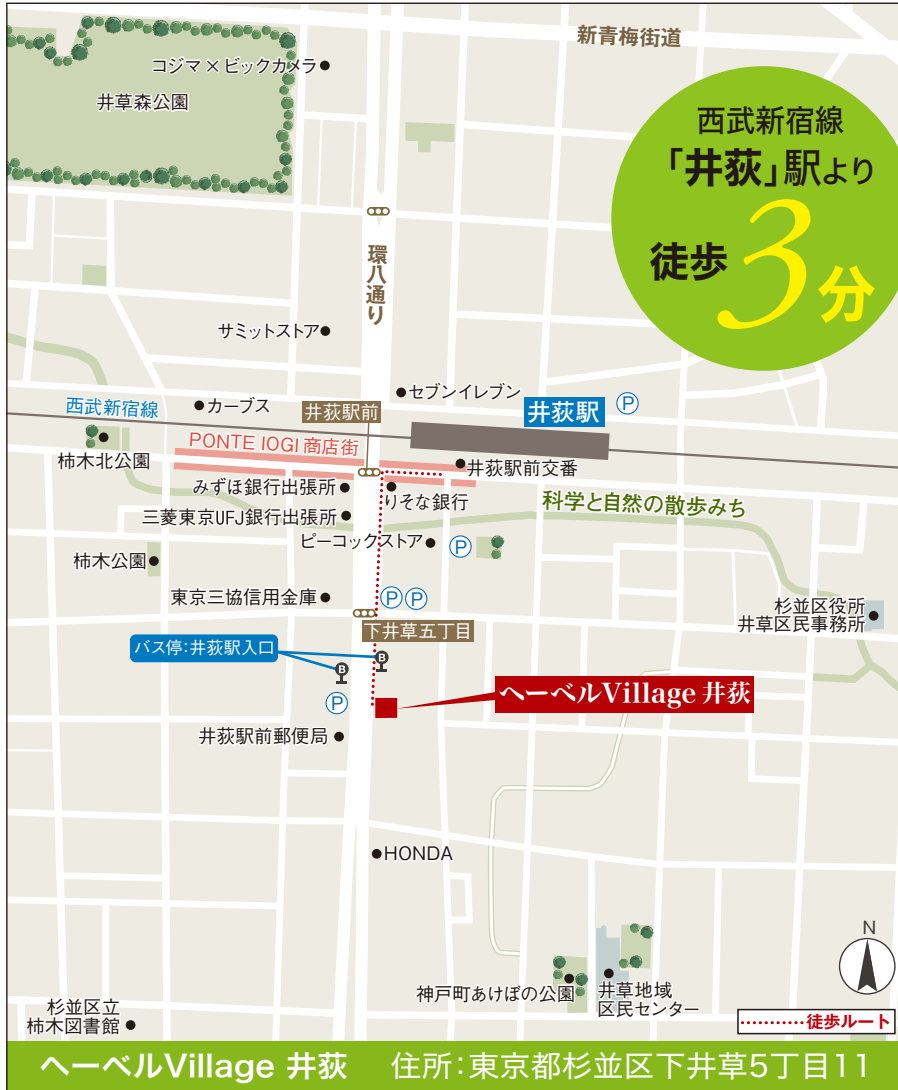 新青梅街道
コジマ×ビックカメラ
井草森公園
西武新宿線
「井荻」駅より
徒歩3分
環八通り
サミットストア
セブンイレブン
西武新宿線
カーブス
井荻駅前
井荻駅
P
PONTE IOGI 商店街
柿木北公園
井荻駅前交番
みずほ銀行出張所
りそな銀行
科学と自然の散歩みち
三菱東京UFJ銀行出張所
ピーコックストア
P
柿木公園
東京三協信用金庫
P P
杉並区役所
井草区民事務所
下井草五丁目
バス停:井荻駅入口
B
B
P
ヘーベルVillage 井荻
井荻駅前郵便局
HONDA
N
神戸町あけぼの公園
井草地域
区民センター
杉並区立
柿木図書館
徒歩ルート
ヘーベルVillage 井荻 住所:東京都杉並区下井草5丁目11